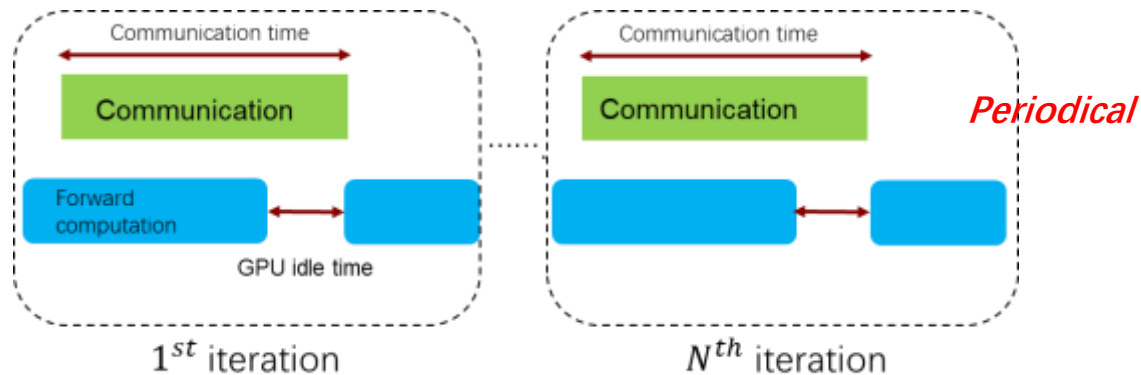 Communication time
Communication
Forward
computation
GPU idle time
1st iteration
Communication time
Communication
Periodical
Nth iteration